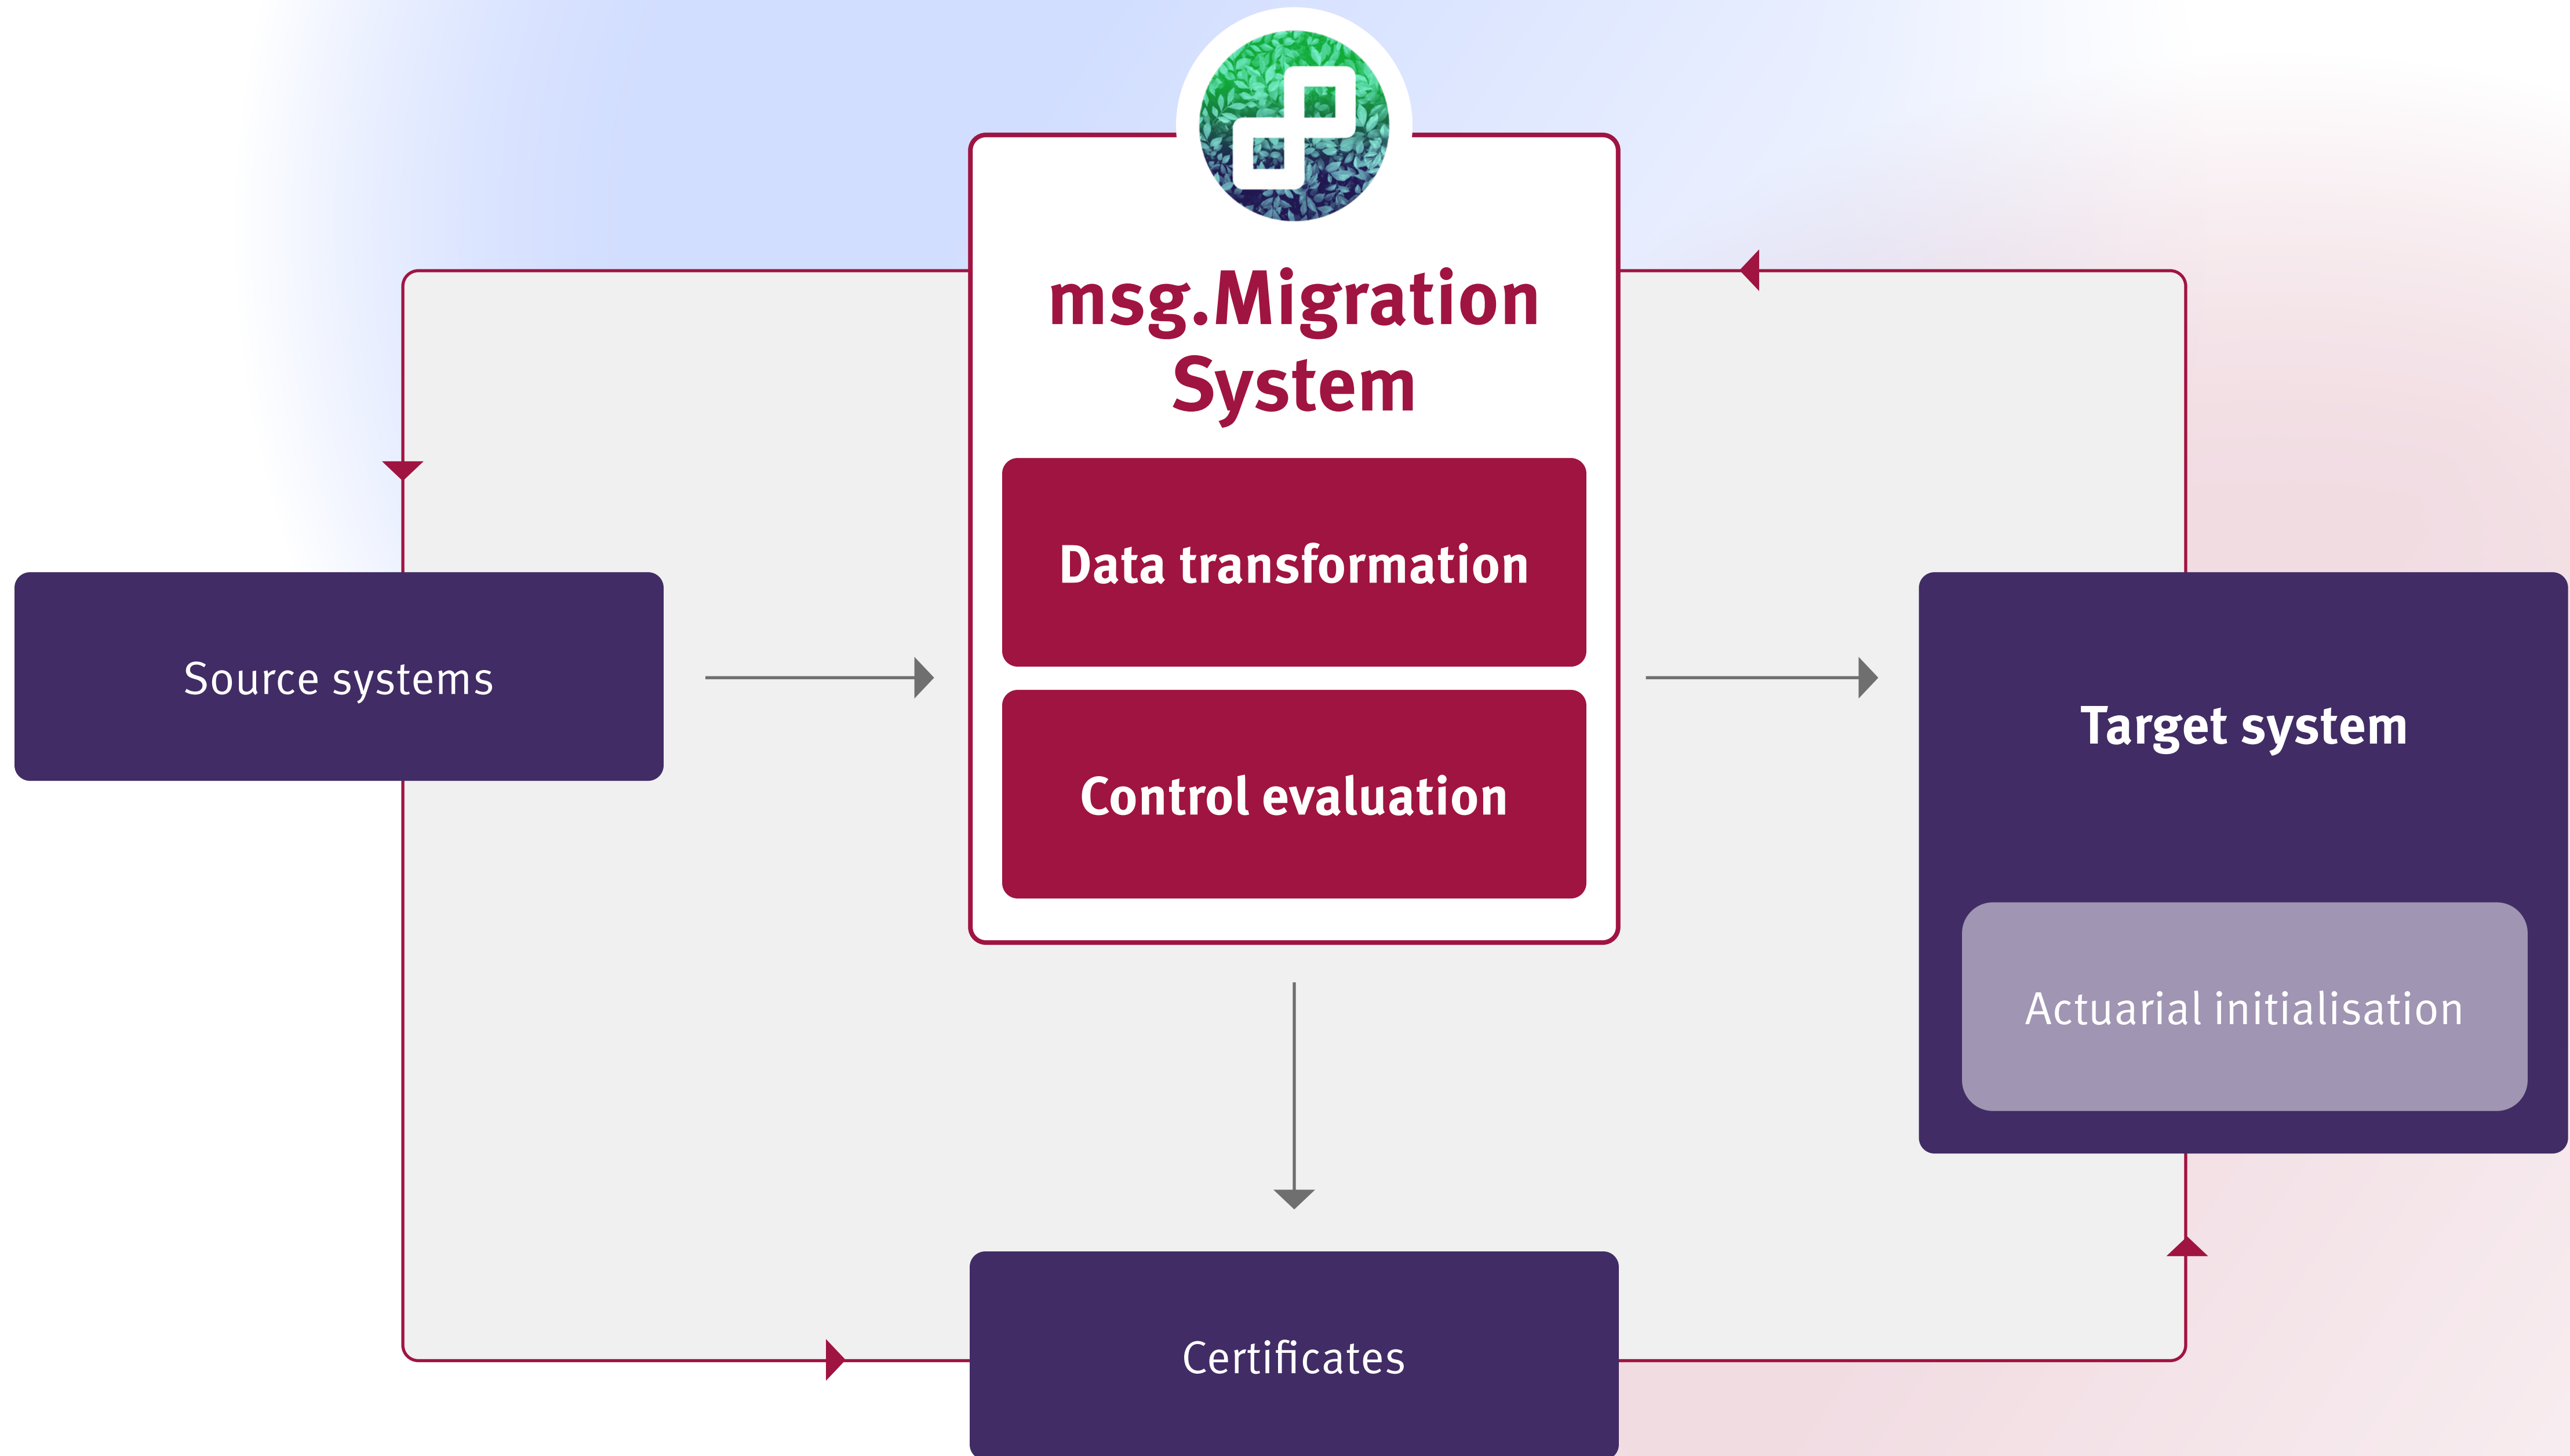 msg.Migration
System
Data transformation
Source systems
Control evaluation
Target system
Actuarial initialisation
Certificates